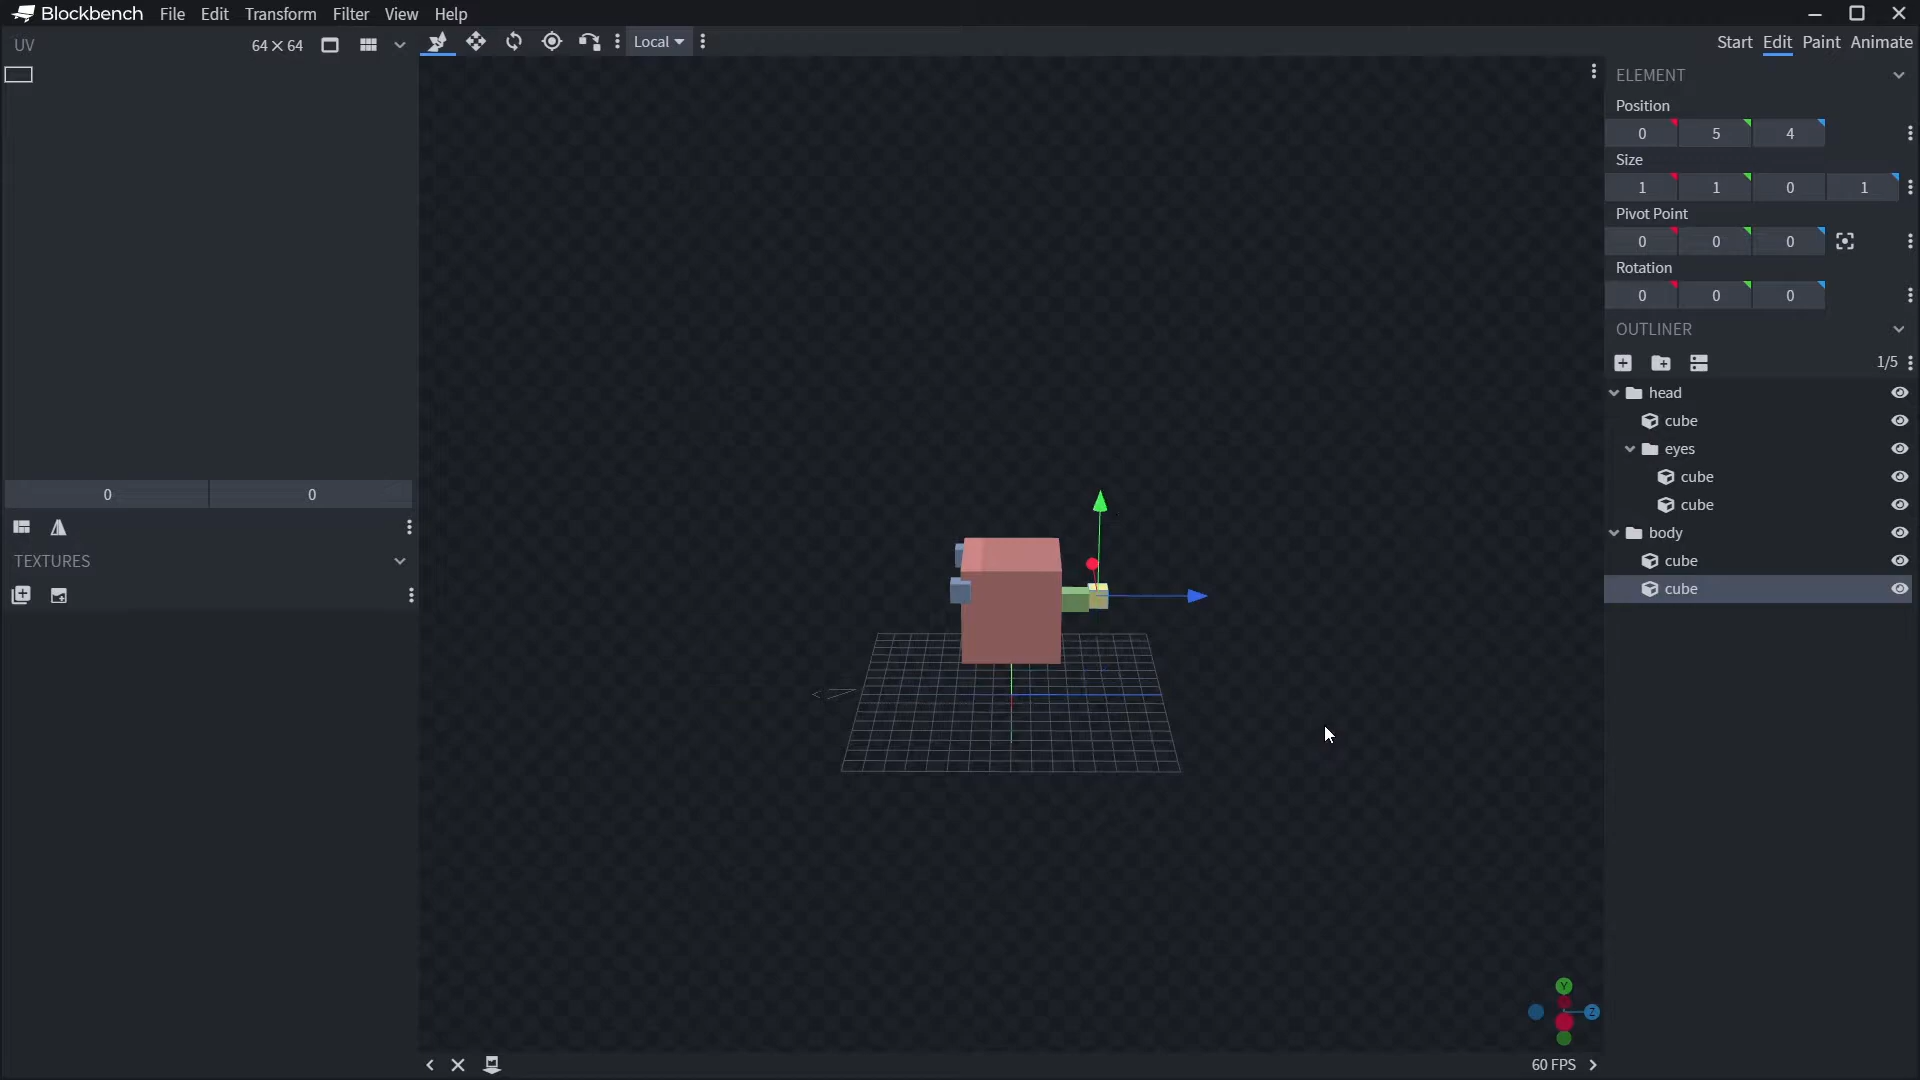 Blockbench File Edit Transform Filter View Help
UV 64 × 64 Local Start Edit Paint Animate
ELEMENT
Position
0 5 4
Size
1 1 0 1
Pivot Point
0 0 0
Rotation
0 0 0
OUTLINER
1/5
head
cube
eyes
cube
cube
body
cube
cube
0 0
TEXTURES
Y
Z
60 FPS